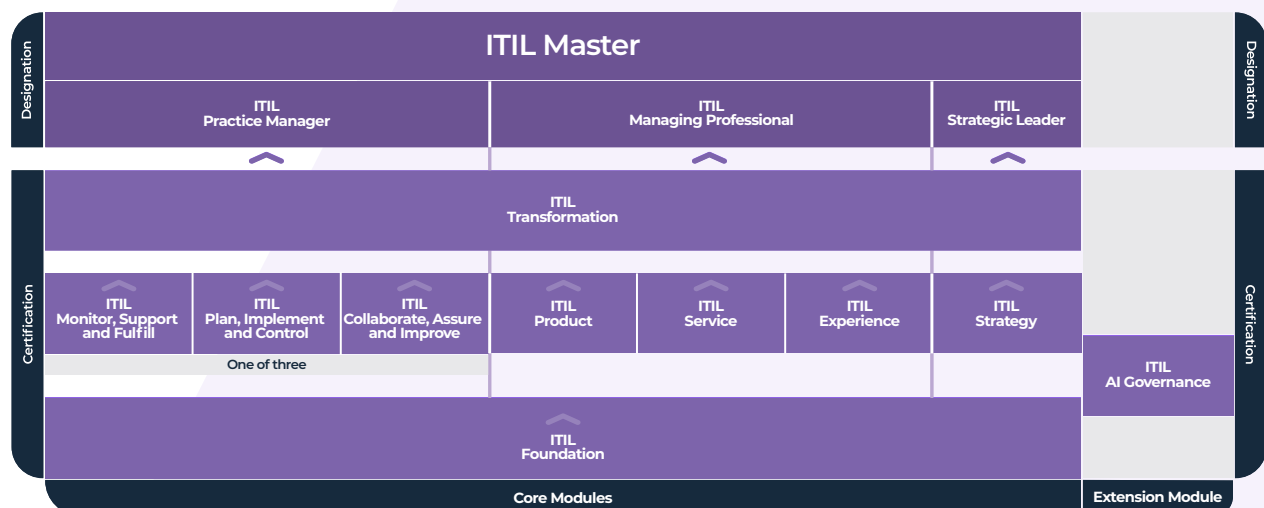 Designation
ITIL Master
Designation
ITIL
Practice Manager
ITIL
Managing Professional
ITIL
Strategic Leader
Certification
ITIL
Transformation
Certification
ITIL
Monitor, Support
and Fulfill
ITIL
Plan, Implement
and Control
ITIL
Collaborate, Assure
and Improve
ITIL
Product
ITIL
Service
ITIL
Experience
ITIL
Strategy
One of three
ITIL
AI Governance
ITIL
Foundation
Core Modules
Extension Module